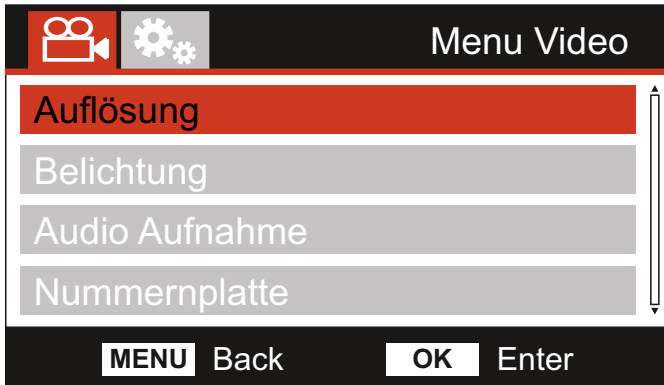 Menu Video
Auflösung
Belichtung
Audio Aufnahme
Nummernplatte
MENU Back OK Enter